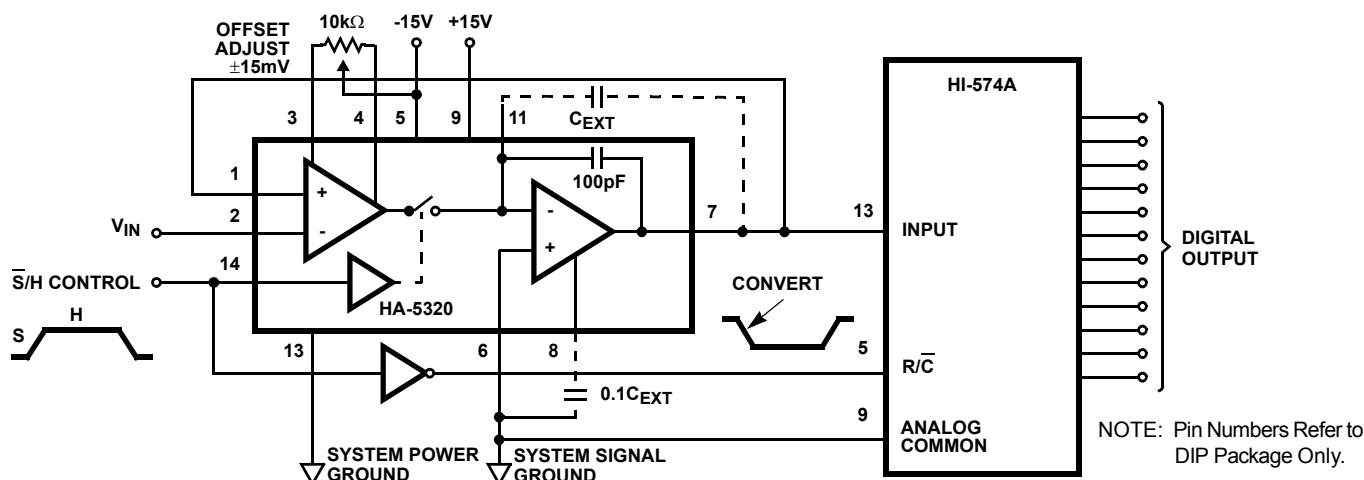 10kΩ
-15V
+15V
OFFSET
ADJUST
±15mV
HI-574A
3
4
5
9
11
CEXT
100pF
1
+
-
2
VIN
-
+
7
13
INPUT
DIGITAL
OUTPUT
14
S̅/H CONTROL
HA-5320
CONVERT
S
H
13
6
8
5
R/C̅
0.1CEXT
9
ANALOG
COMMON
SYSTEM POWER
GROUND
SYSTEM SIGNAL
GROUND
NOTE: Pin Numbers Refer to
DIP Package Only.